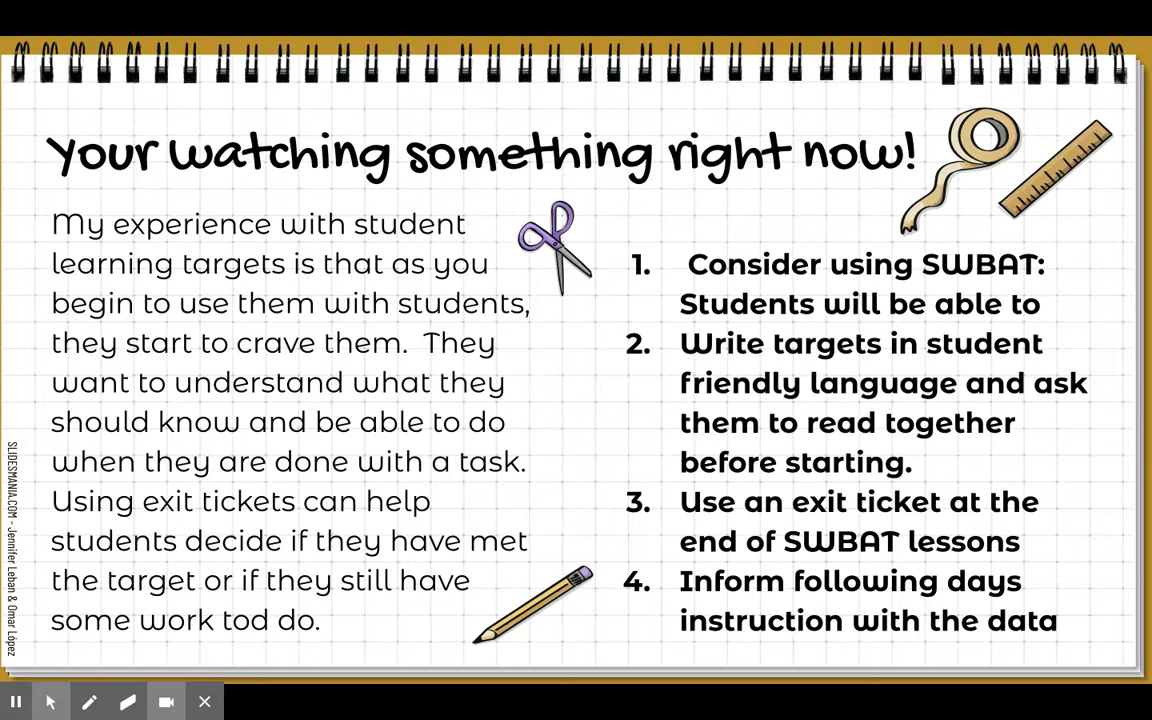 Your watching something right now!
My experience with student
learning targets is that as you
begin to use them with students,
they start to crave them. They
want to understand what they
should know and be able to do
when they are done with a task.
Using exit tickets can help
students decide if they have met
the target or if they still have
some work tod do.
1. Consider using SWBAT:
Students will be able to
2. Write targets in student
friendly language and ask
them to read together
before starting.
3. Use an exit ticket at the
end of SWBAT lessons
4. Inform following days
instruction with the data
SLIDESMANIA.COM - Jennifer Leban & Omar López